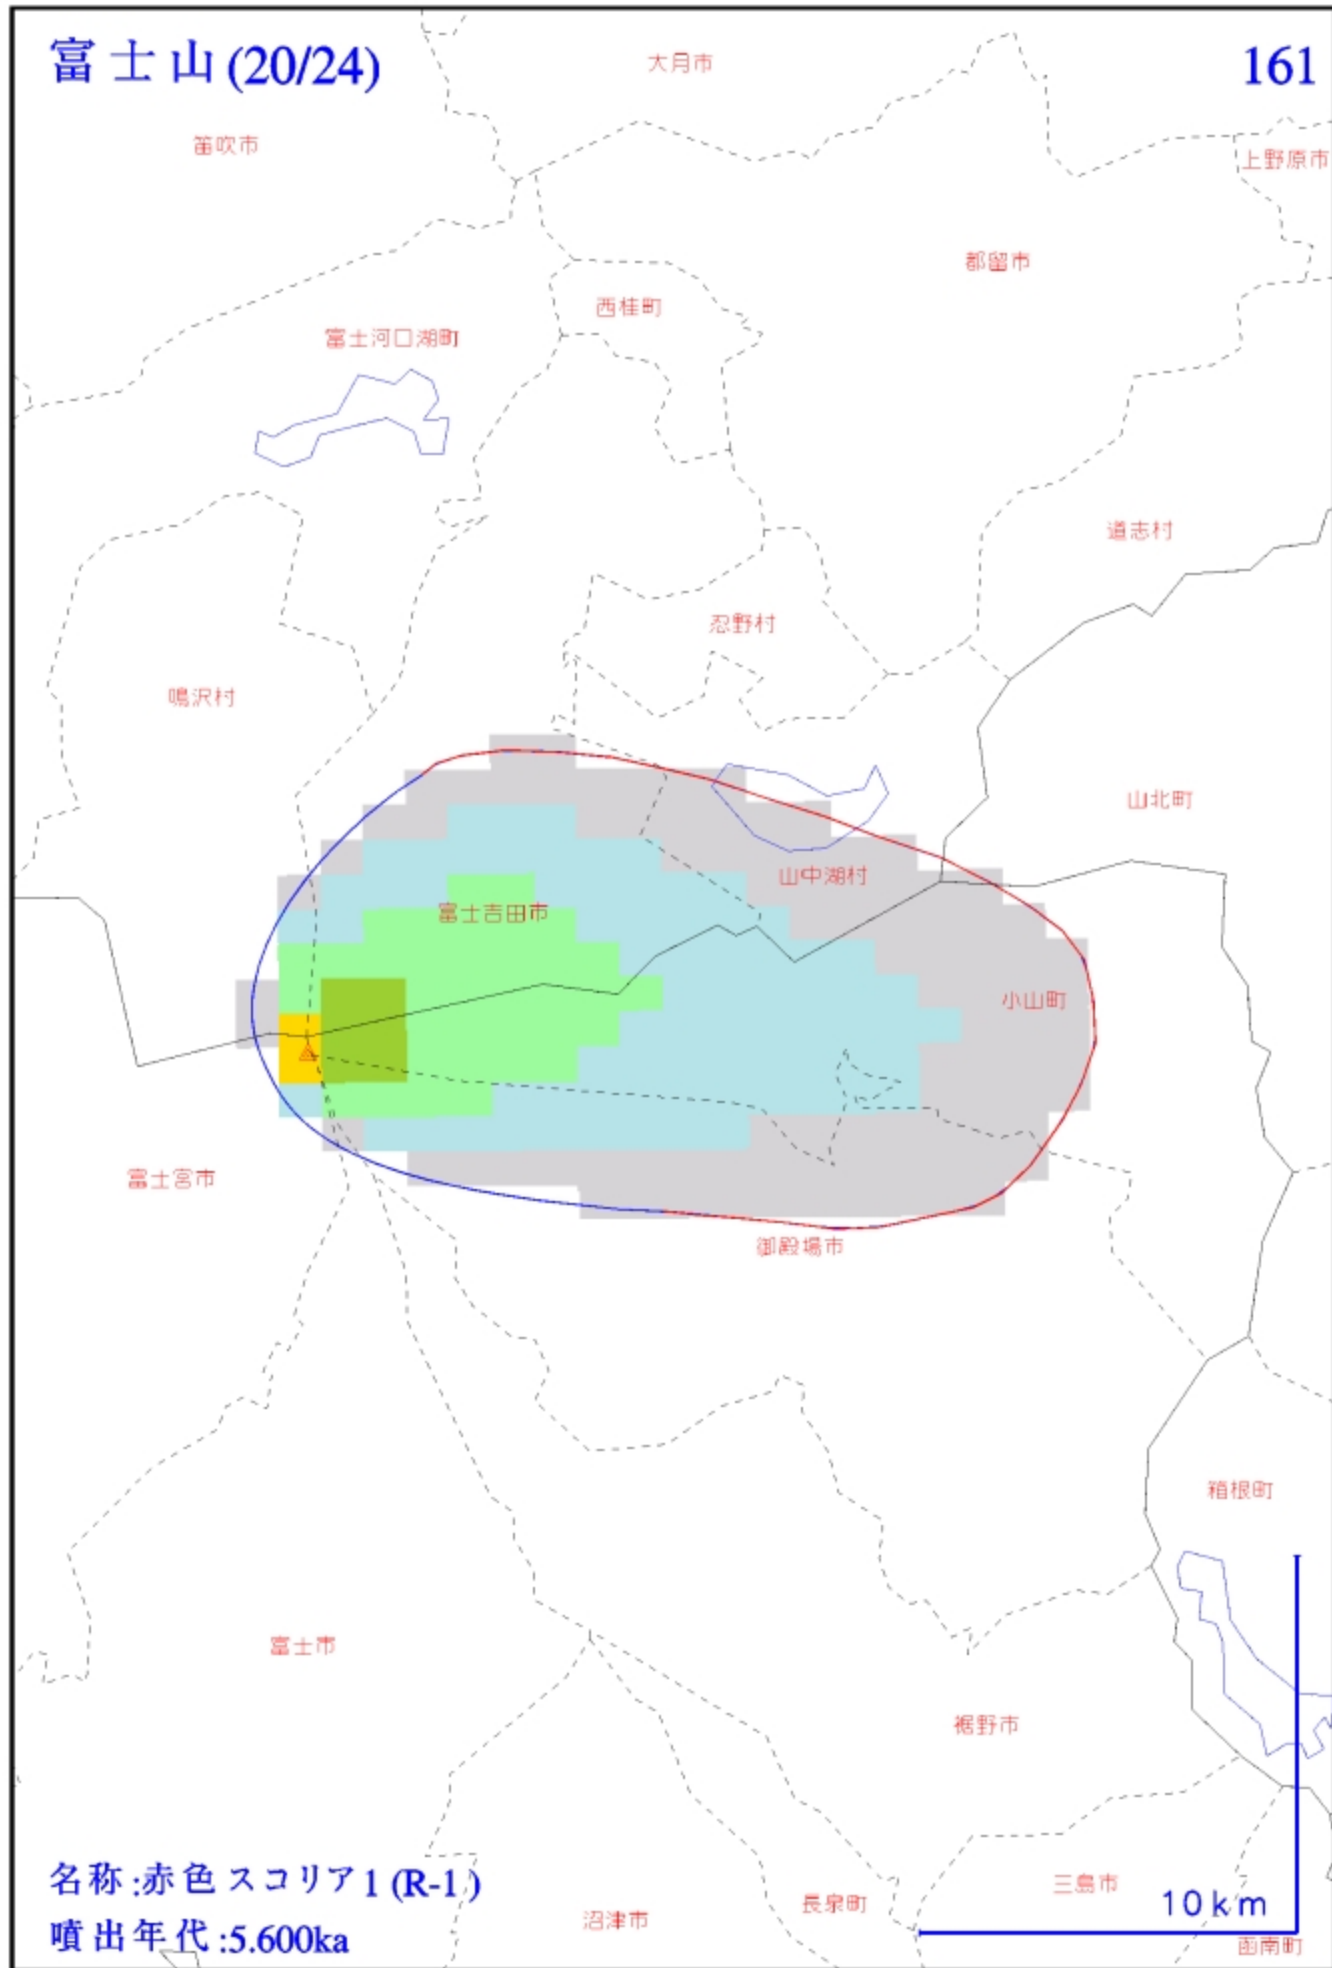 富士山(20/24)
161
大月市
笛吹市
上野原市
都留市
西桂町
富士河口湖町
道志村
忍野村
鳴沢村
山北町
山中湖村
富士吉田市
小山町
富士宮市
御殿場市
箱根町
富士市
裾野市
名称:赤色スコリア1(R-1)
三島市
長泉町
10km
沼津市
噴出年代:5.600ka
函南町